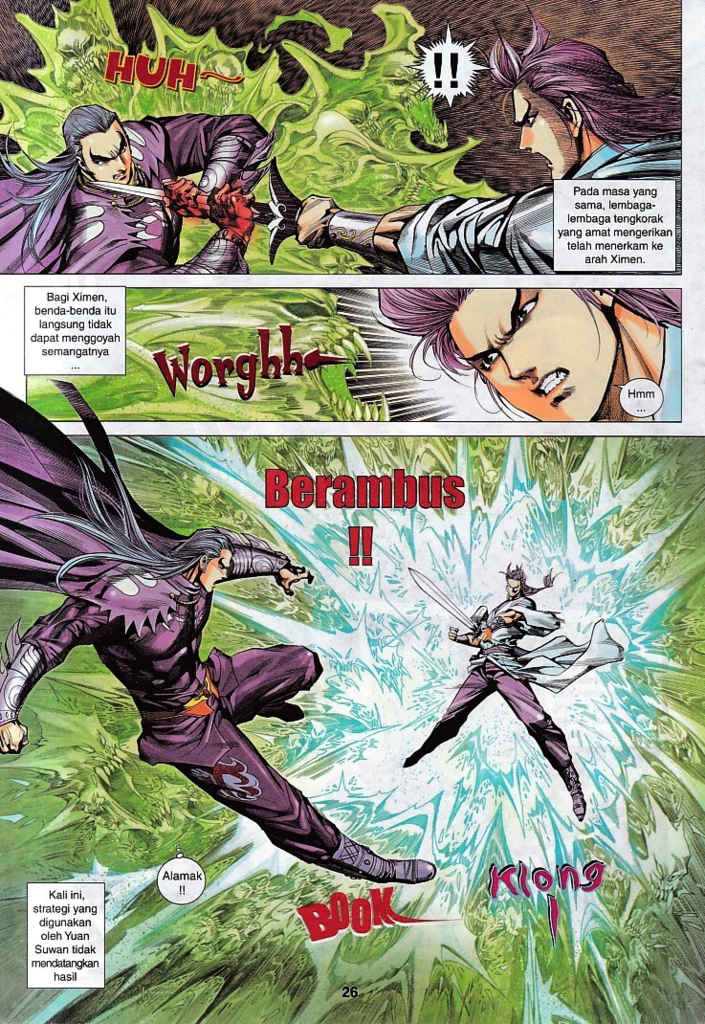 HUH~
!!
Pada masa yang
sama, lembaga-
lembaga tengkorak
yang amat mengerikan
telah menerkam ke
arah Ximen.
Bagi Ximen,
benda-benda itu
langsung tidak
dapat menggoyah
semangatnya
...
Worghh
Hmm
...
Berambus
!!
Klong
!
Alamak
!!
BOOK
Kali ini,
strategi yang
digunakan
oleh Yuan
Suwan tidak
mendatangkan
hasil
26